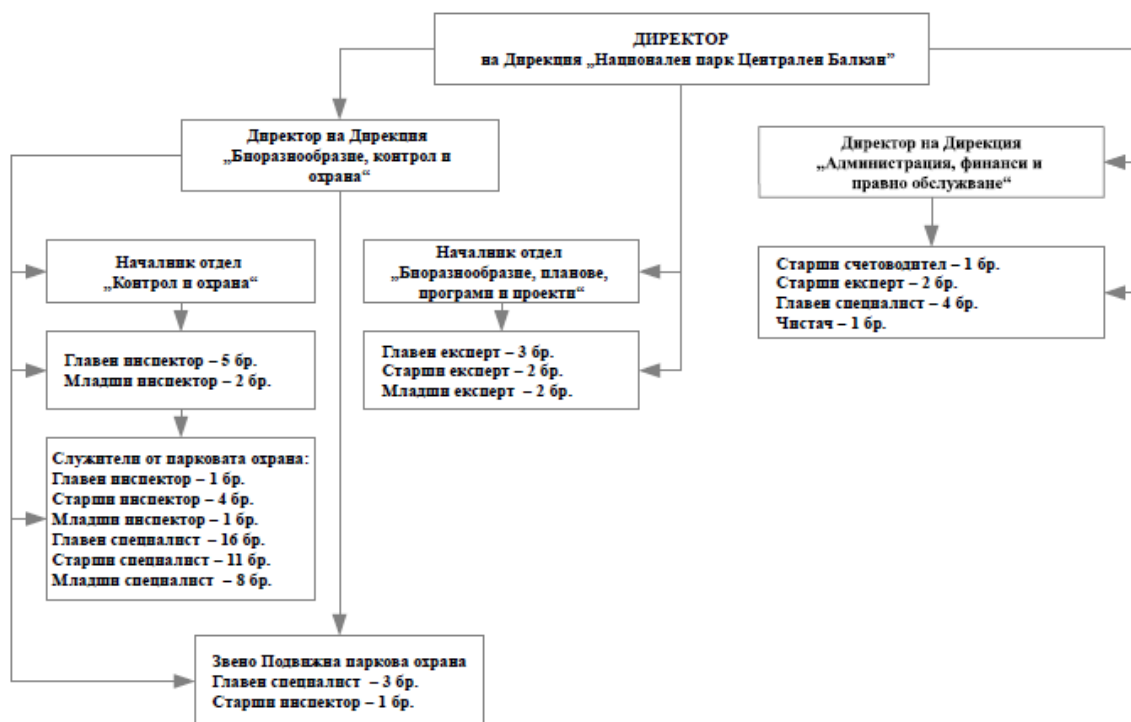 ДИРЕКТОР
на Дирекция „Национален парк Централен Балкан”
Директор на Дирекция
„Биоразнообразие, контрол и
охрана“
Директор на Дирекция
„Администрация, финанси и
правно обслужване“
Началник отдел
„Контрол и охрана“
Началник отдел
„Биоразнообразие, планове,
програми и проекти“
Старши счетоводител – 1 бр.
Старши експерт – 2 бр.
Главен специалист – 4 бр.
Чистач – 1 бр.
Главен инспектор – 5 бр.
Младши инспектор – 2 бр.
Главен експерт – 3 бр.
Старши експерт – 2 бр.
Младши експерт – 2 бр.
Служители от парковата охрана:
Главен инспектор – 1 бр.
Старши инспектор – 4 бр.
Младши инспектор – 1 бр.
Главен специалист – 16 бр.
Старши специалист – 11 бр.
Младши специалист – 8 бр.
Звено Подвижна паркова охрана
Главен специалист – 3 бр.
Старши инспектор – 1 бр.